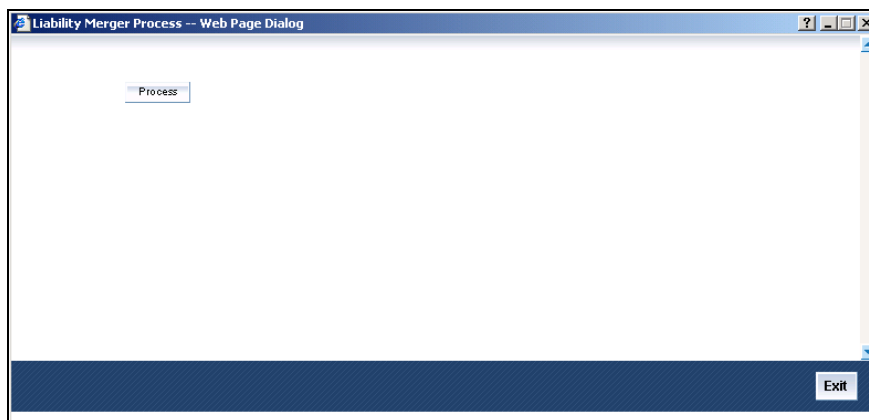 Liability Merger Process -- Web Page Dialog
Process
Exit